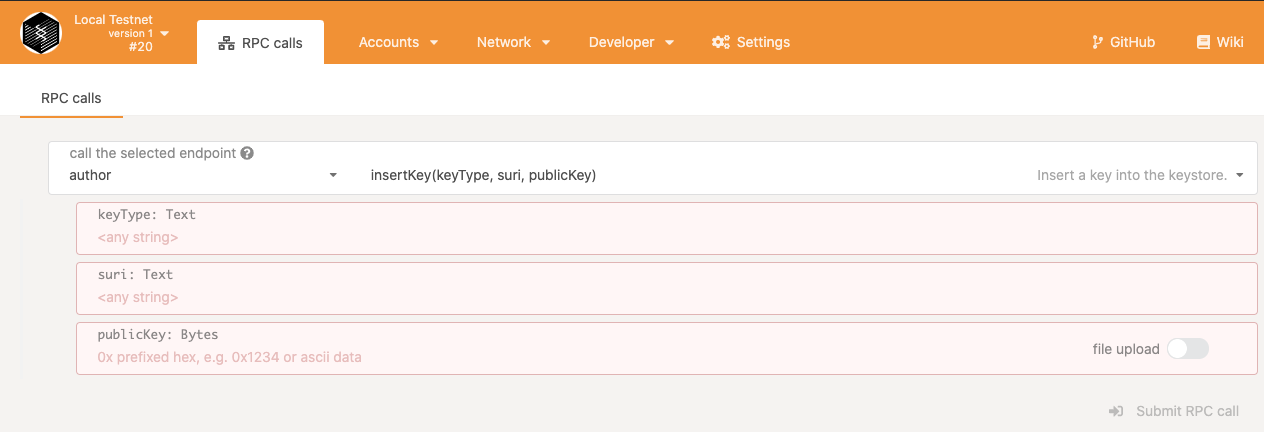 Local Testnet
version 1
#20
RPC calls
Accounts
Network
Developer
Settings
GitHub
Wiki
RPC calls
call the selected endpoint
author
insertKey(keyType, suri, publicKey)
Insert a key into the keystore.
keyType: Text
<any string>
suri: Text
<any string>
publicKey: Bytes
0x prefixed hex, e.g. 0x1234 or ascii data
file upload
Submit RPC call